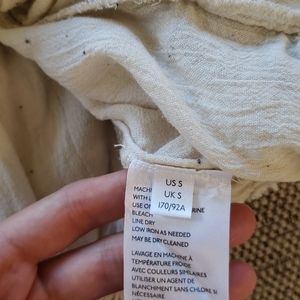 US S
UK S
170/92A
MACHI
WITH L
USE O
BLEACH
LINE DRY
LOW IRON AS NEEDED
MAY BE DRY CLEANED
LAVAGE EN MACHINE À
TEMPÉRATURE FROIDE
AVEC COULEURS SIMILAIRES
UTILISER UN AGENT DE
BLANCHIMENT SANS CHLORE SI
NÉCESSAIRE